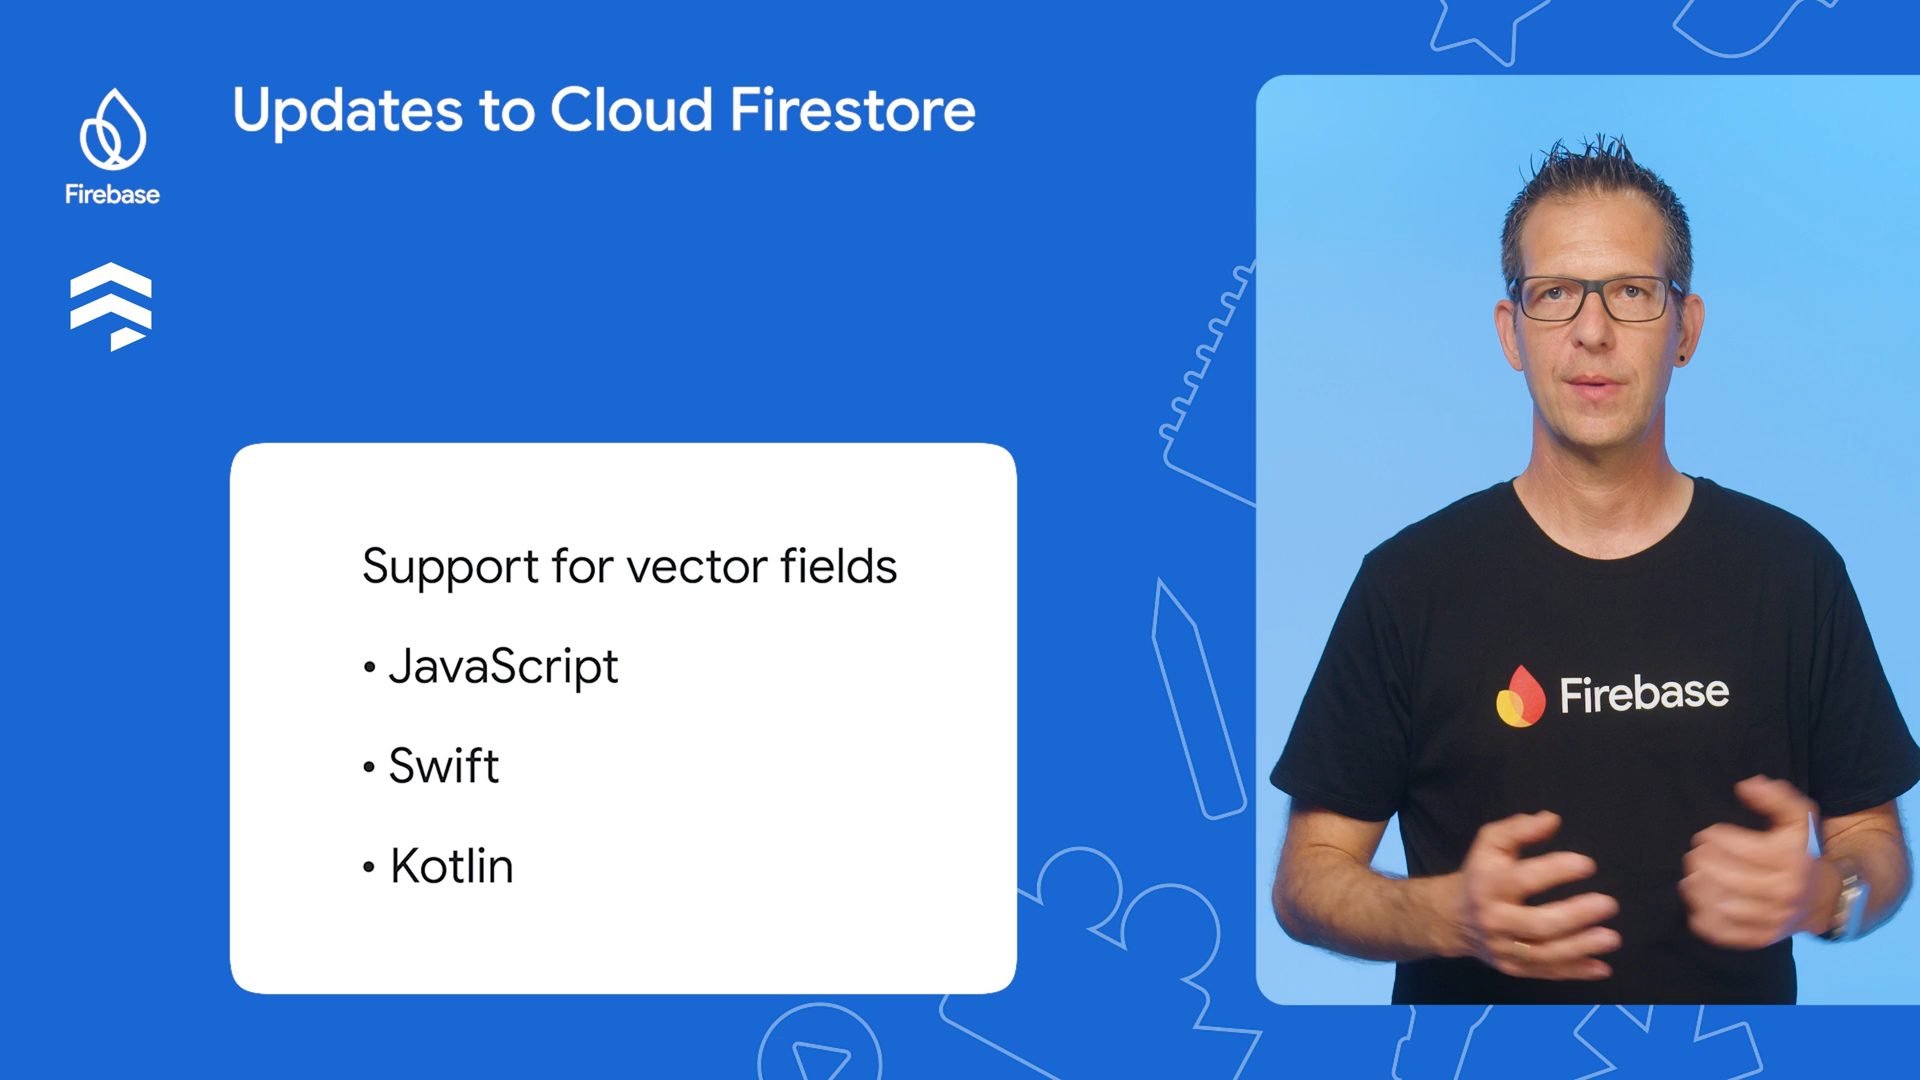 Updates to Cloud Firestore
Firebase
Support for vector fields
• JavaScript
• Swift
• Kotlin
Firebase